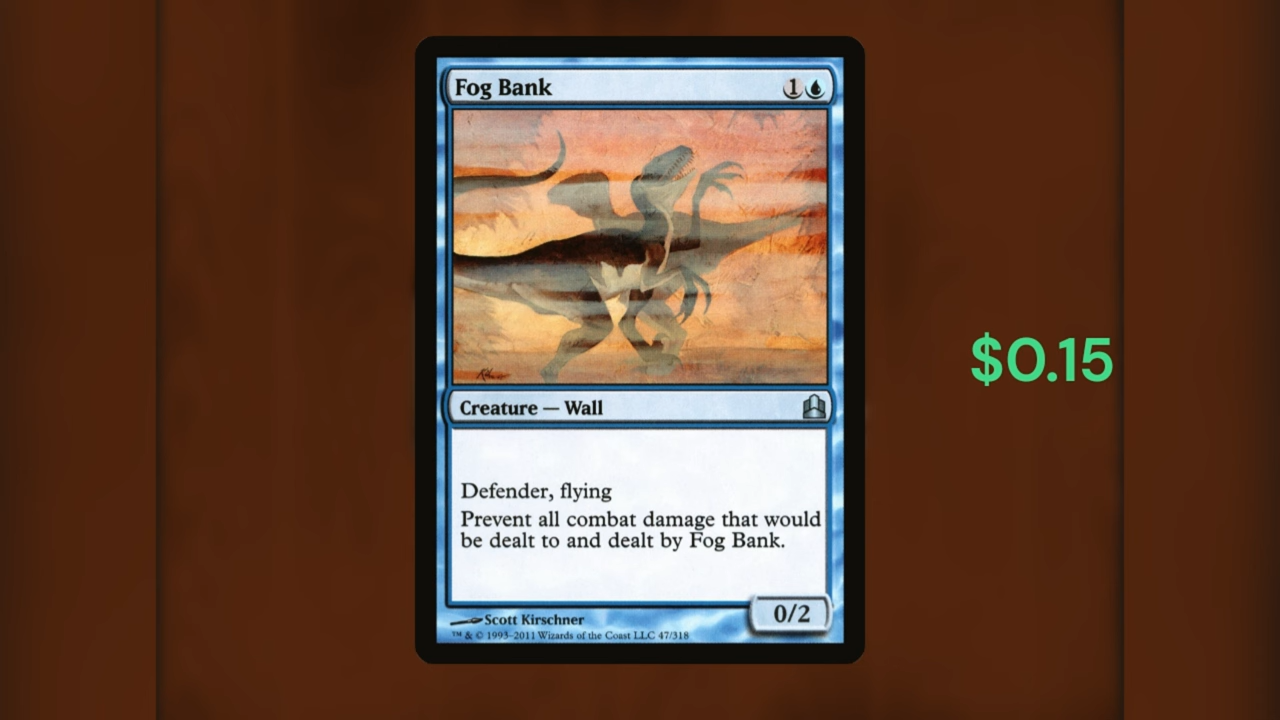 Fog Bank
1
$0.15
Creature — Wall
Defender, flying
Prevent all combat damage that would
be dealt to and dealt by Fog Bank.
0/2
Scott Kirschner
™ & © 1993–2011 Wizards of the Coast LLC 47/318